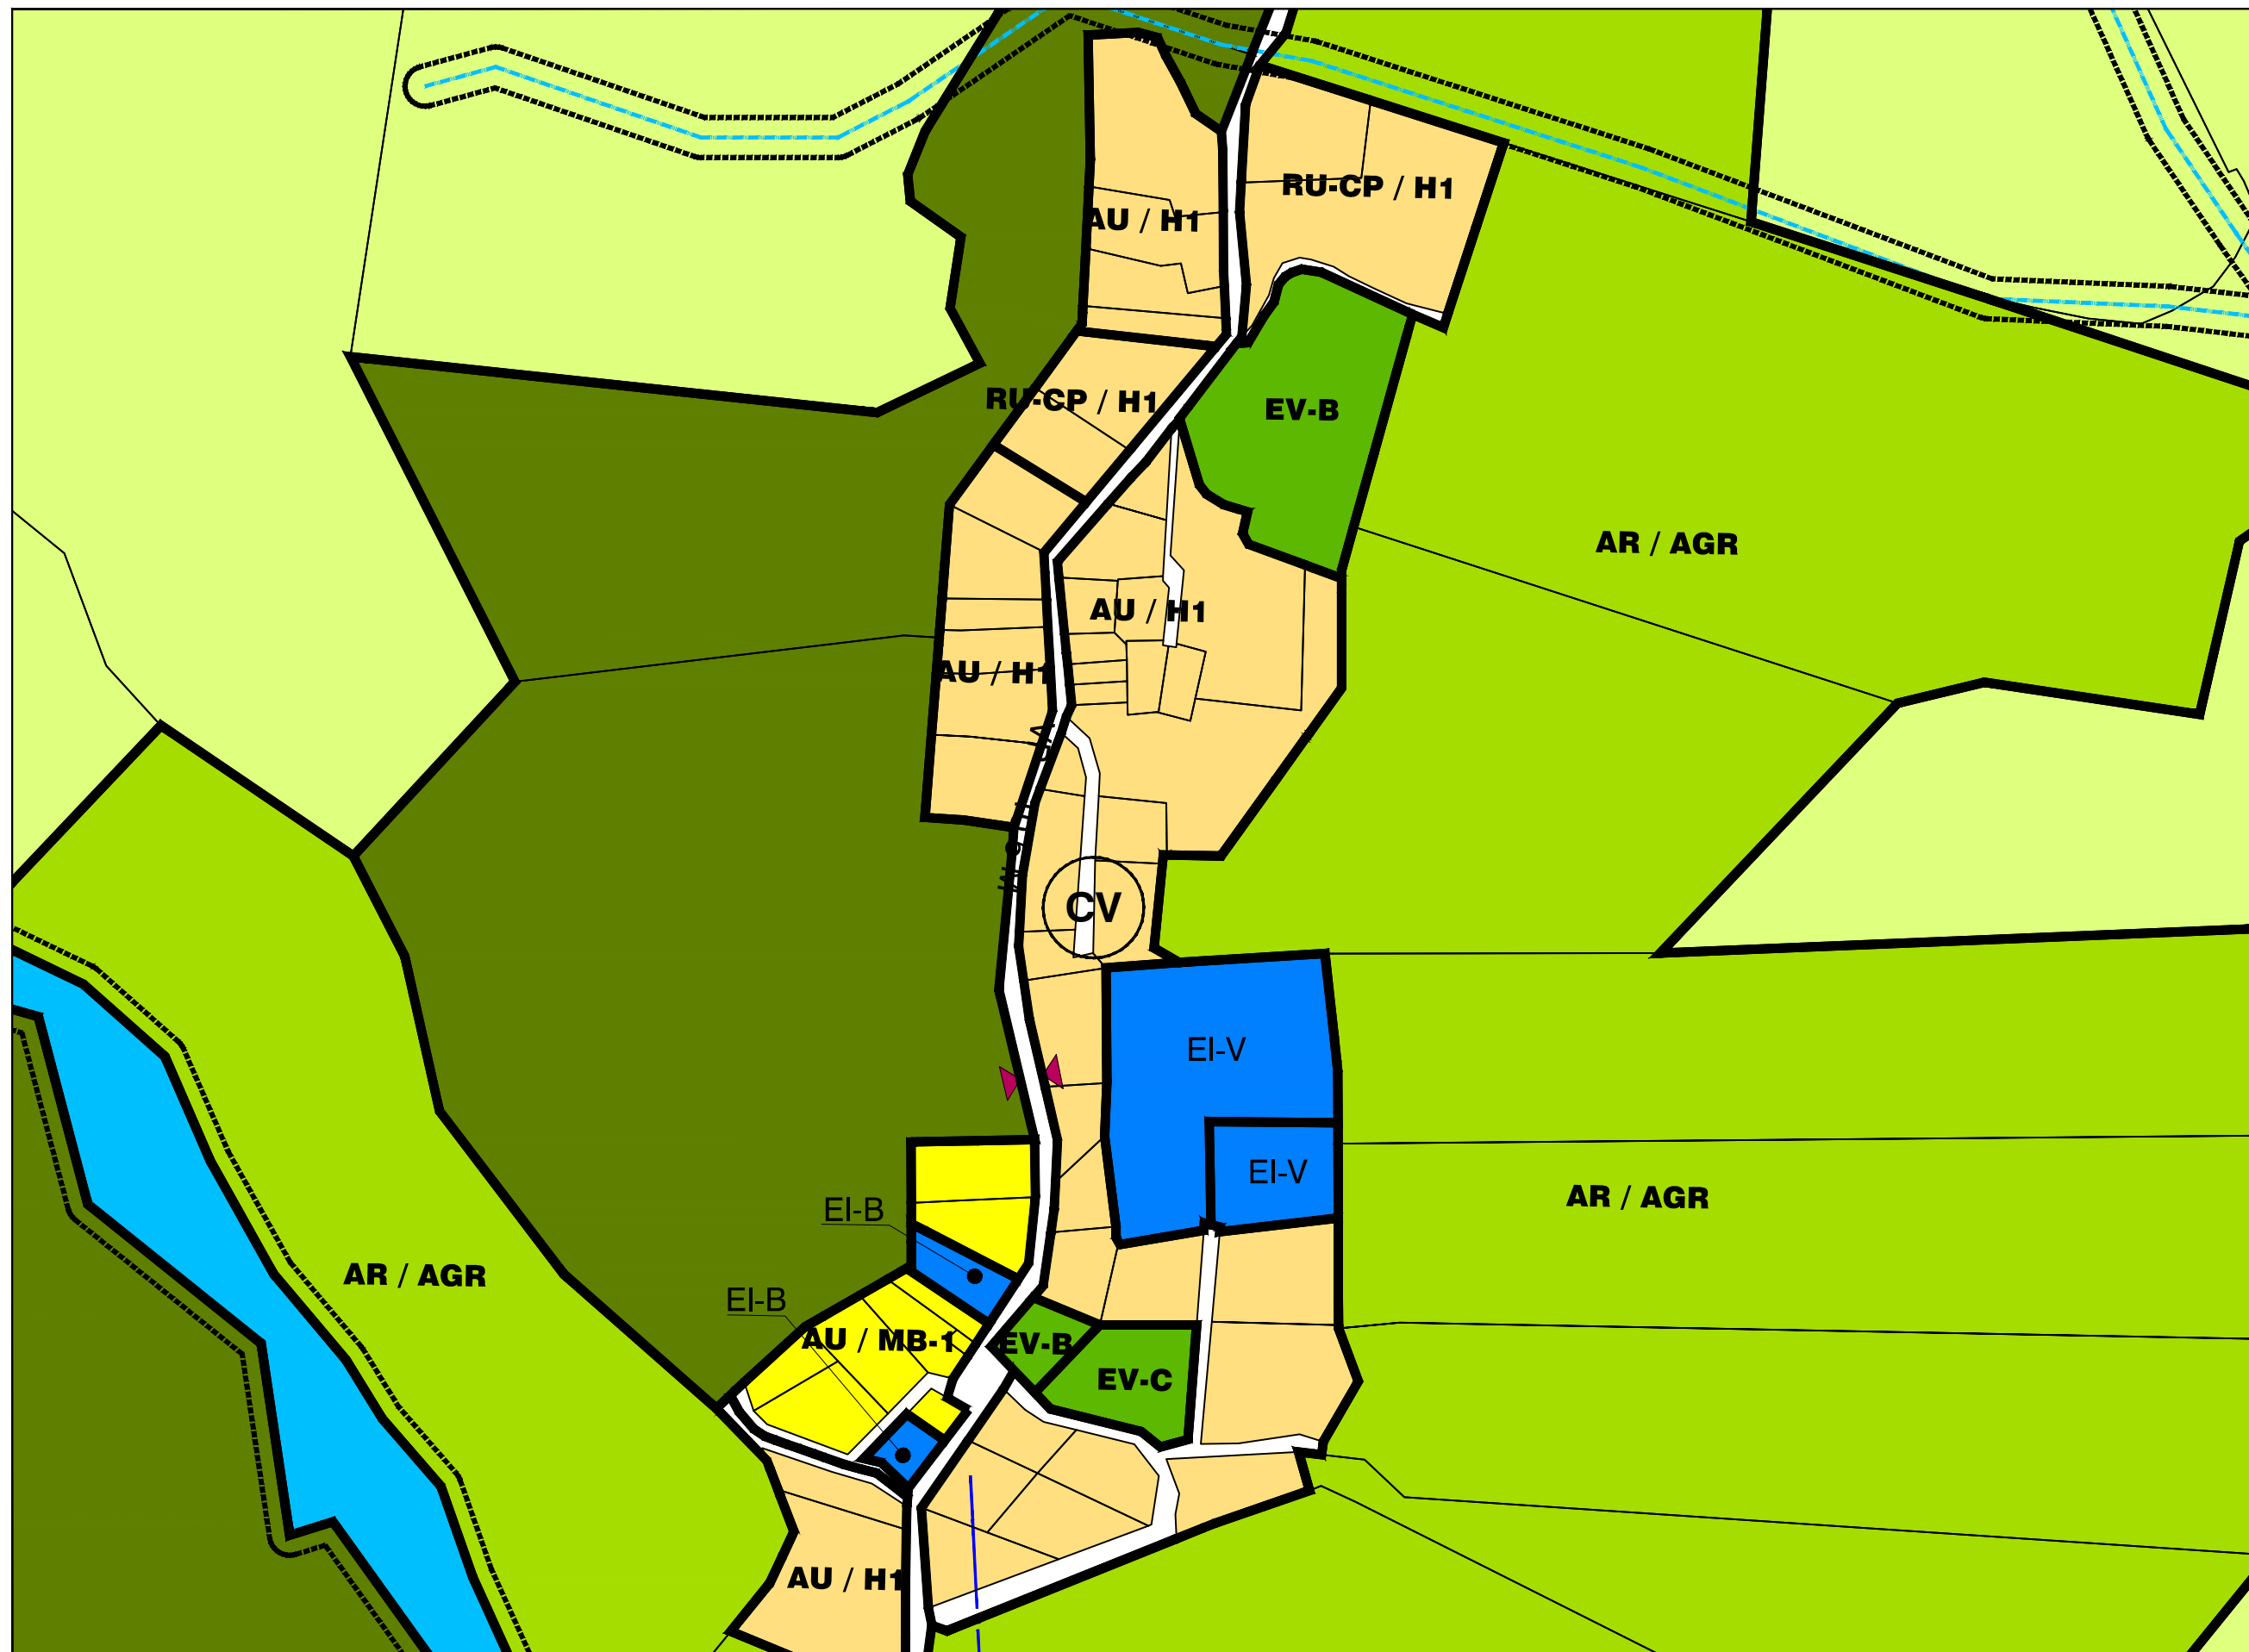 RU-CP / H1
AU / H1
RU-CP / H1
EV-B
AR / AGR
AU / H1
AU / H1
CV
EI-V
EI-V
AR / AGR
EI-B
AR / AGR
EI-B
AU / MB-1
EV-B
EV-C
AU / H1